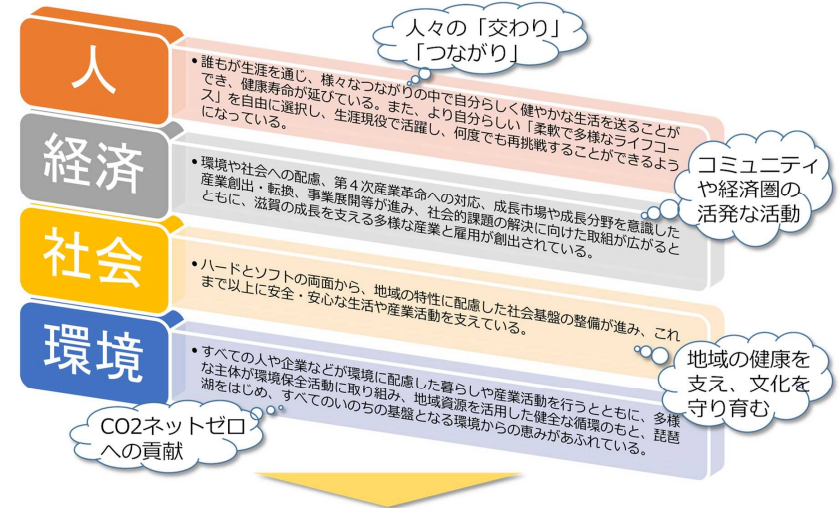 人々の「交わり」
「つながり」
人
•誰もが生涯を通じ、様々なつながりの中で自分らしく健やかな生活を送ることが
でき、健康寿命が延びている。また、より自分らしい「柔軟で多様なライフコー
ス」を自由に選択し、生涯現役で活躍し、何度でも再挑戦することができるよう
になっている。
経済
•環境や社会への配慮、第４次産業革命への対応、成長市場や成長分野を意識した
産業創出・転換、事業展開等が進み、社会的課題の解決に向けた取組が広がると
ともに、滋賀の成長を支える多様な産業と雇用が創出されている。
コミュニティ
や経済圏の
活発な活動
社会
•ハードとソフトの両面から、地域の特性に配慮した社会基盤の整備が進み、これ
まで以上に安全・安心な生活や産業活動を支えている。
環境
•すべての人や企業などが環境に配慮した暮らしや産業活動を行うとともに、多様
な主体が環境保全活動に取り組み、地域資源を活用した健全な循環のもと、琵琶
湖をはじめ、すべてのいのちの基盤となる環境からの恵みがあふれている。
地域の健康を
支え、文化を
守り育む
CO2ネットゼロ
への貢献